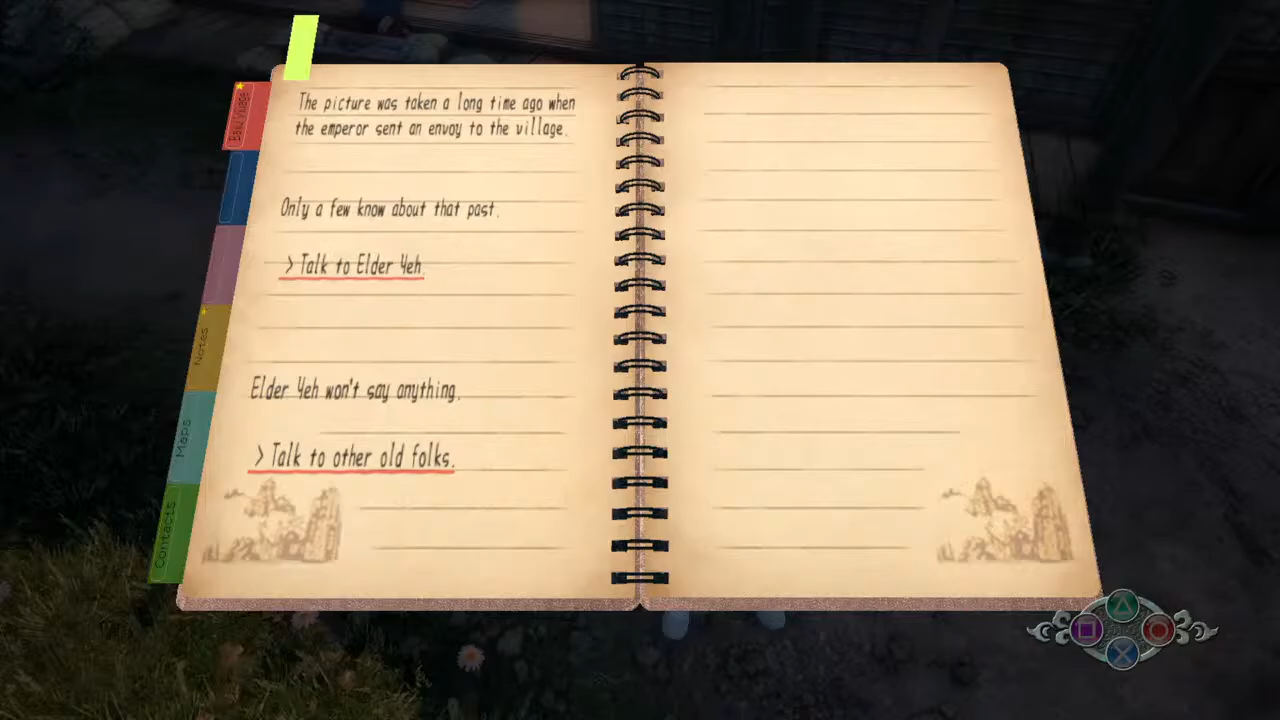 The picture was taken a long time ago when
the emperor sent an envoy to the village.
Only a few know about that past.
> Talk to Elder Yeh.
Elder Yeh won't say anything.
> Talk to other old folks.
Bailu Village
Notes
Maps
Contacts